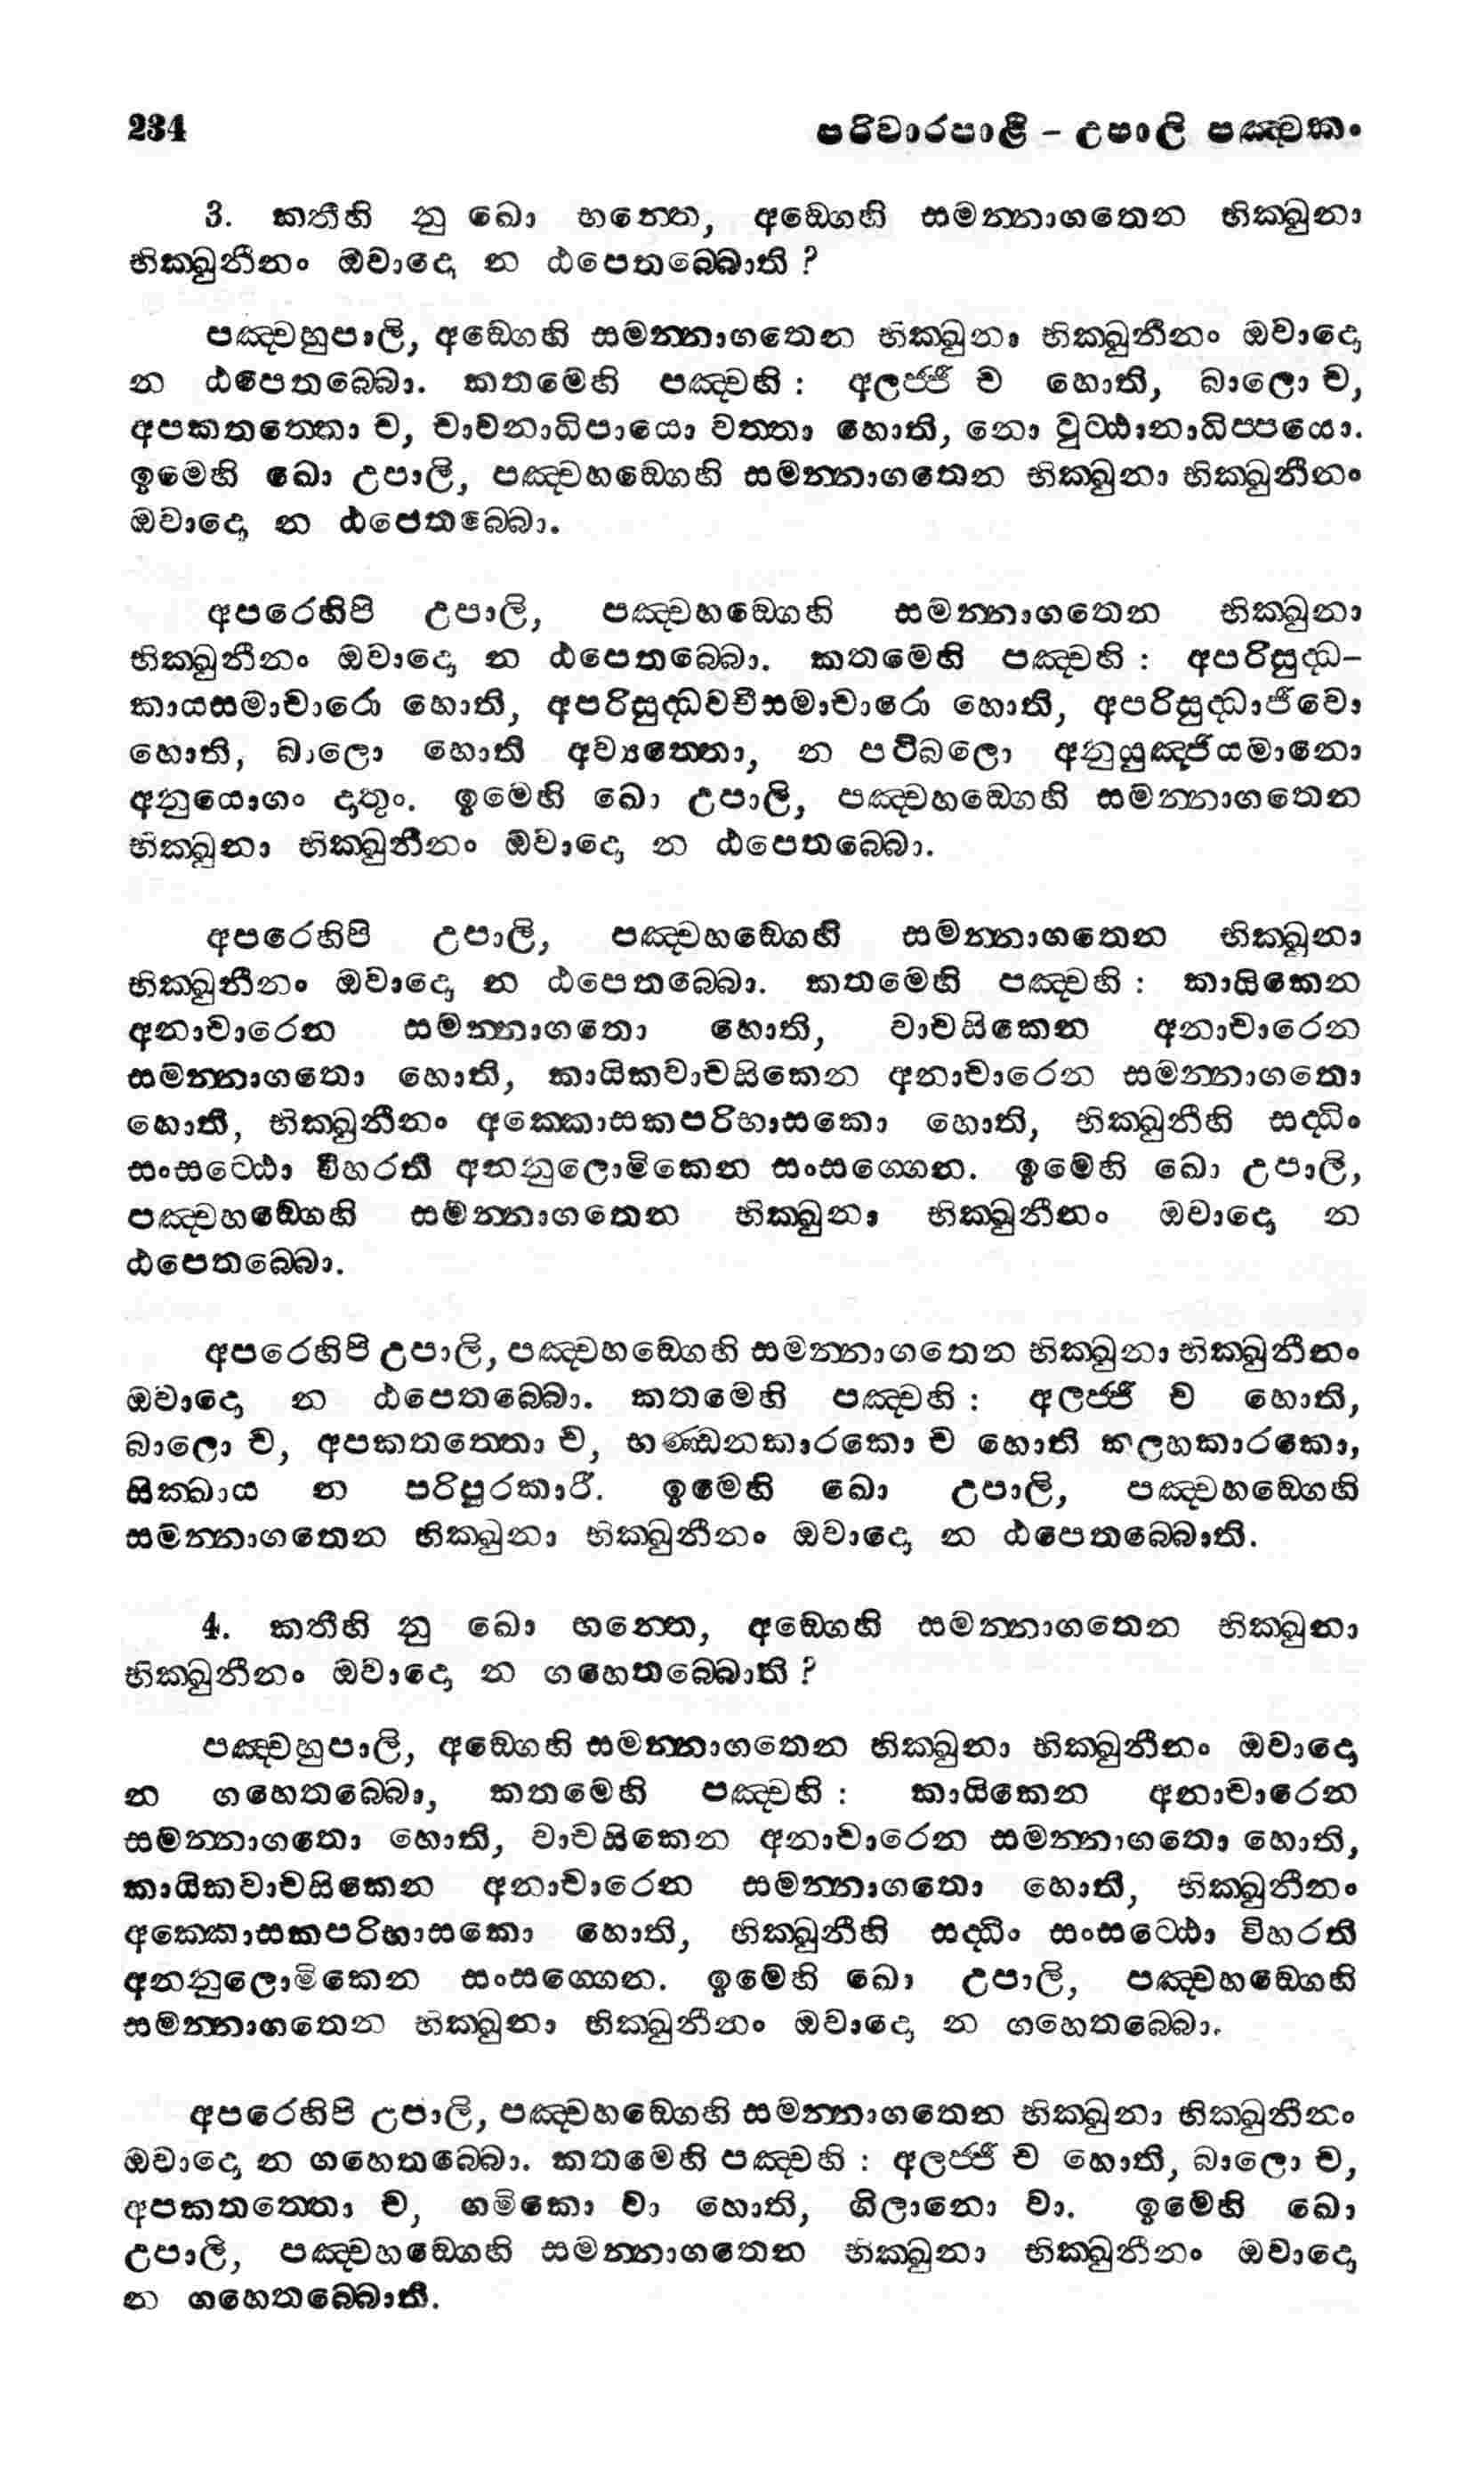 234 පරිවාරපාළි – උපාලි පඤ්චකං
3. කතීහි නු ඛො භන්තෙ, අඞ්ගෙහි සමන්නාගතෙන භික්ඛුනා
භික්ඛුනීනං ඔවාදො න ඨපෙතබ්බොති ?
පඤ්චහුපාලි, අඞ්ගෙහි සමන්නාගතෙන භික්ඛුනා භික්ඛුනීනං ඔවාදො
න ඨපෙතබ්බො. කතමෙහි පඤ්චහි : අලජ්ජී ච හොති, බාලො ච,
අපකතත්තො ච, චාවනාධිපායො වත්තා හොති, නො වුට්ඨානාධිප්පයො.
ඉමෙහි ඛො උපාලි, පඤ්චහඞ්ගෙහි සමන්නාගතෙන භික්ඛුනා භික්ඛුනීනං
ඔවාදො න ඨපෙතබ්බො.
අපරෙහිපි උපාලි, පඤ්චහඞ්ගෙහි සමන්නාගතෙන භික්ඛුනා
භික්ඛුනීනං ඔවාදො න ඨපෙතබ්බො. කතමෙහි පඤ්චහි : අපරිසුද්ධ–
කායසමාචාරො හොති, අපරිසුද්ධවචීසමාචාරො හොති, අපරිසුද්ධාජීවො
හොති, බාලො හොති අව්‍යත්තො, න පටිබලො අනුයුඤ්ජියමානො
අනුයොගං දාතුං. ඉමෙහි ඛො උපාලි, පඤ්චහඞ්ගෙහි සමන්නාගතෙන
භික්ඛුනා භික්ඛුනීනං ඔවාදො න ඨපෙතබ්බො.
අපරෙහිපි උපාලි, පඤ්චහඞ්ගෙහි සමන්නාගතෙන භික්ඛුනා
භික්ඛුනීනං ඔවාදො න ඨපෙතබ්බො. කතමෙහි පඤ්චහි : කායිකෙන
අනාචාරෙන සමන්නාගතො හොති, වාචසිකෙන අනාචාරෙන
සමන්නාගතො හොති, කායිකවාචසිකෙන අනාචාරෙන සමන්නාගතො
හොති, භික්ඛුනීනං අක්කොසකපරිභාසකො හොති, භික්ඛුනීහි සද්ධිං
සංසට්ඨො විහරති අනනුලොමිකෙන සංසග්ගෙන. ඉමෙහි ඛො උපාලි,
පඤ්චහඞ්ගෙහි සමන්නාගතෙන භික්ඛුනා භික්ඛුනීනං ඔවාදො න
ඨපෙතබ්බො.
අපරෙහිපි උපාලි, පඤ්චහඞ්ගෙහි සමන්නාගතෙන භික්ඛුනා භික්ඛුනීනං
ඔවාදො න ඨපෙතබ්බො. කතමෙහි පඤ්චහි : අලජ්ජී ච හොති,
බාලො ච, අපකතත්තො ච, භණ්ඩනකාරකො ච හොති කලහකාරකො,
සික්ඛාය න පරිපූරකාරී. ඉමෙහි ඛො උපාලි, පඤ්චහඞ්ගෙහි
සමන්නාගතෙන භික්ඛුනා භික්ඛුනීනං ඔවාදො න ඨපෙතබ්බොති.
4. කතීහි නු ඛො භන්තෙ, අඞ්ගෙහි සමන්නාගතෙන භික්ඛුනා
භික්ඛුනීනං ඔවාදො න ගහෙතබ්බොති ?
පඤ්චහුපාලි, අඞ්ගෙහි සමන්නාගතෙන භික්ඛුනා භික්ඛුනීනං ඔවාදො
න ගහෙතබ්බො, කතමෙහි පඤ්චහි : කායිකෙන අනාචාරෙන
සමන්නාගතො හොති, වාචසිකෙන අනාචාරෙන සමන්නාගතො හොති,
කායිකවාචසිකෙන අනාචාරෙන සමන්නාගතො හොති, භික්ඛුනීනං
අක්කොසකපරිභාසකො හොති, භික්ඛුනීහි සද්ධිං සංසට්ඨො විහරති
අනනුලොමිකෙන සංසග්ගෙන. ඉමෙහි ඛො උපාලි, පඤ්චහඞ්ගෙහි
සමන්නාගතෙන භික්ඛුනා භික්ඛුනීනං ඔවාදො න ගහෙතබ්බො.
අපරෙහිපි උපාලි, පඤ්චහඞ්ගෙහි සමන්නාගතෙන භික්ඛුනා භික්ඛුනීනං
ඔවාදො න ගහෙතබ්බො. කතමෙහි පඤ්චහි : අලජ්ජී ච හොති, බාලො ච,
අපකතත්තො ච, ගමිකො වා හොති, ගිලානො වා. ඉමෙහි ඛො
උපාලි, පඤ්චහඞ්ගෙහි සමන්නාගතෙන භික්ඛුනා භික්ඛුනීනං ඔවාදො
න ගහෙතබ්බොති.